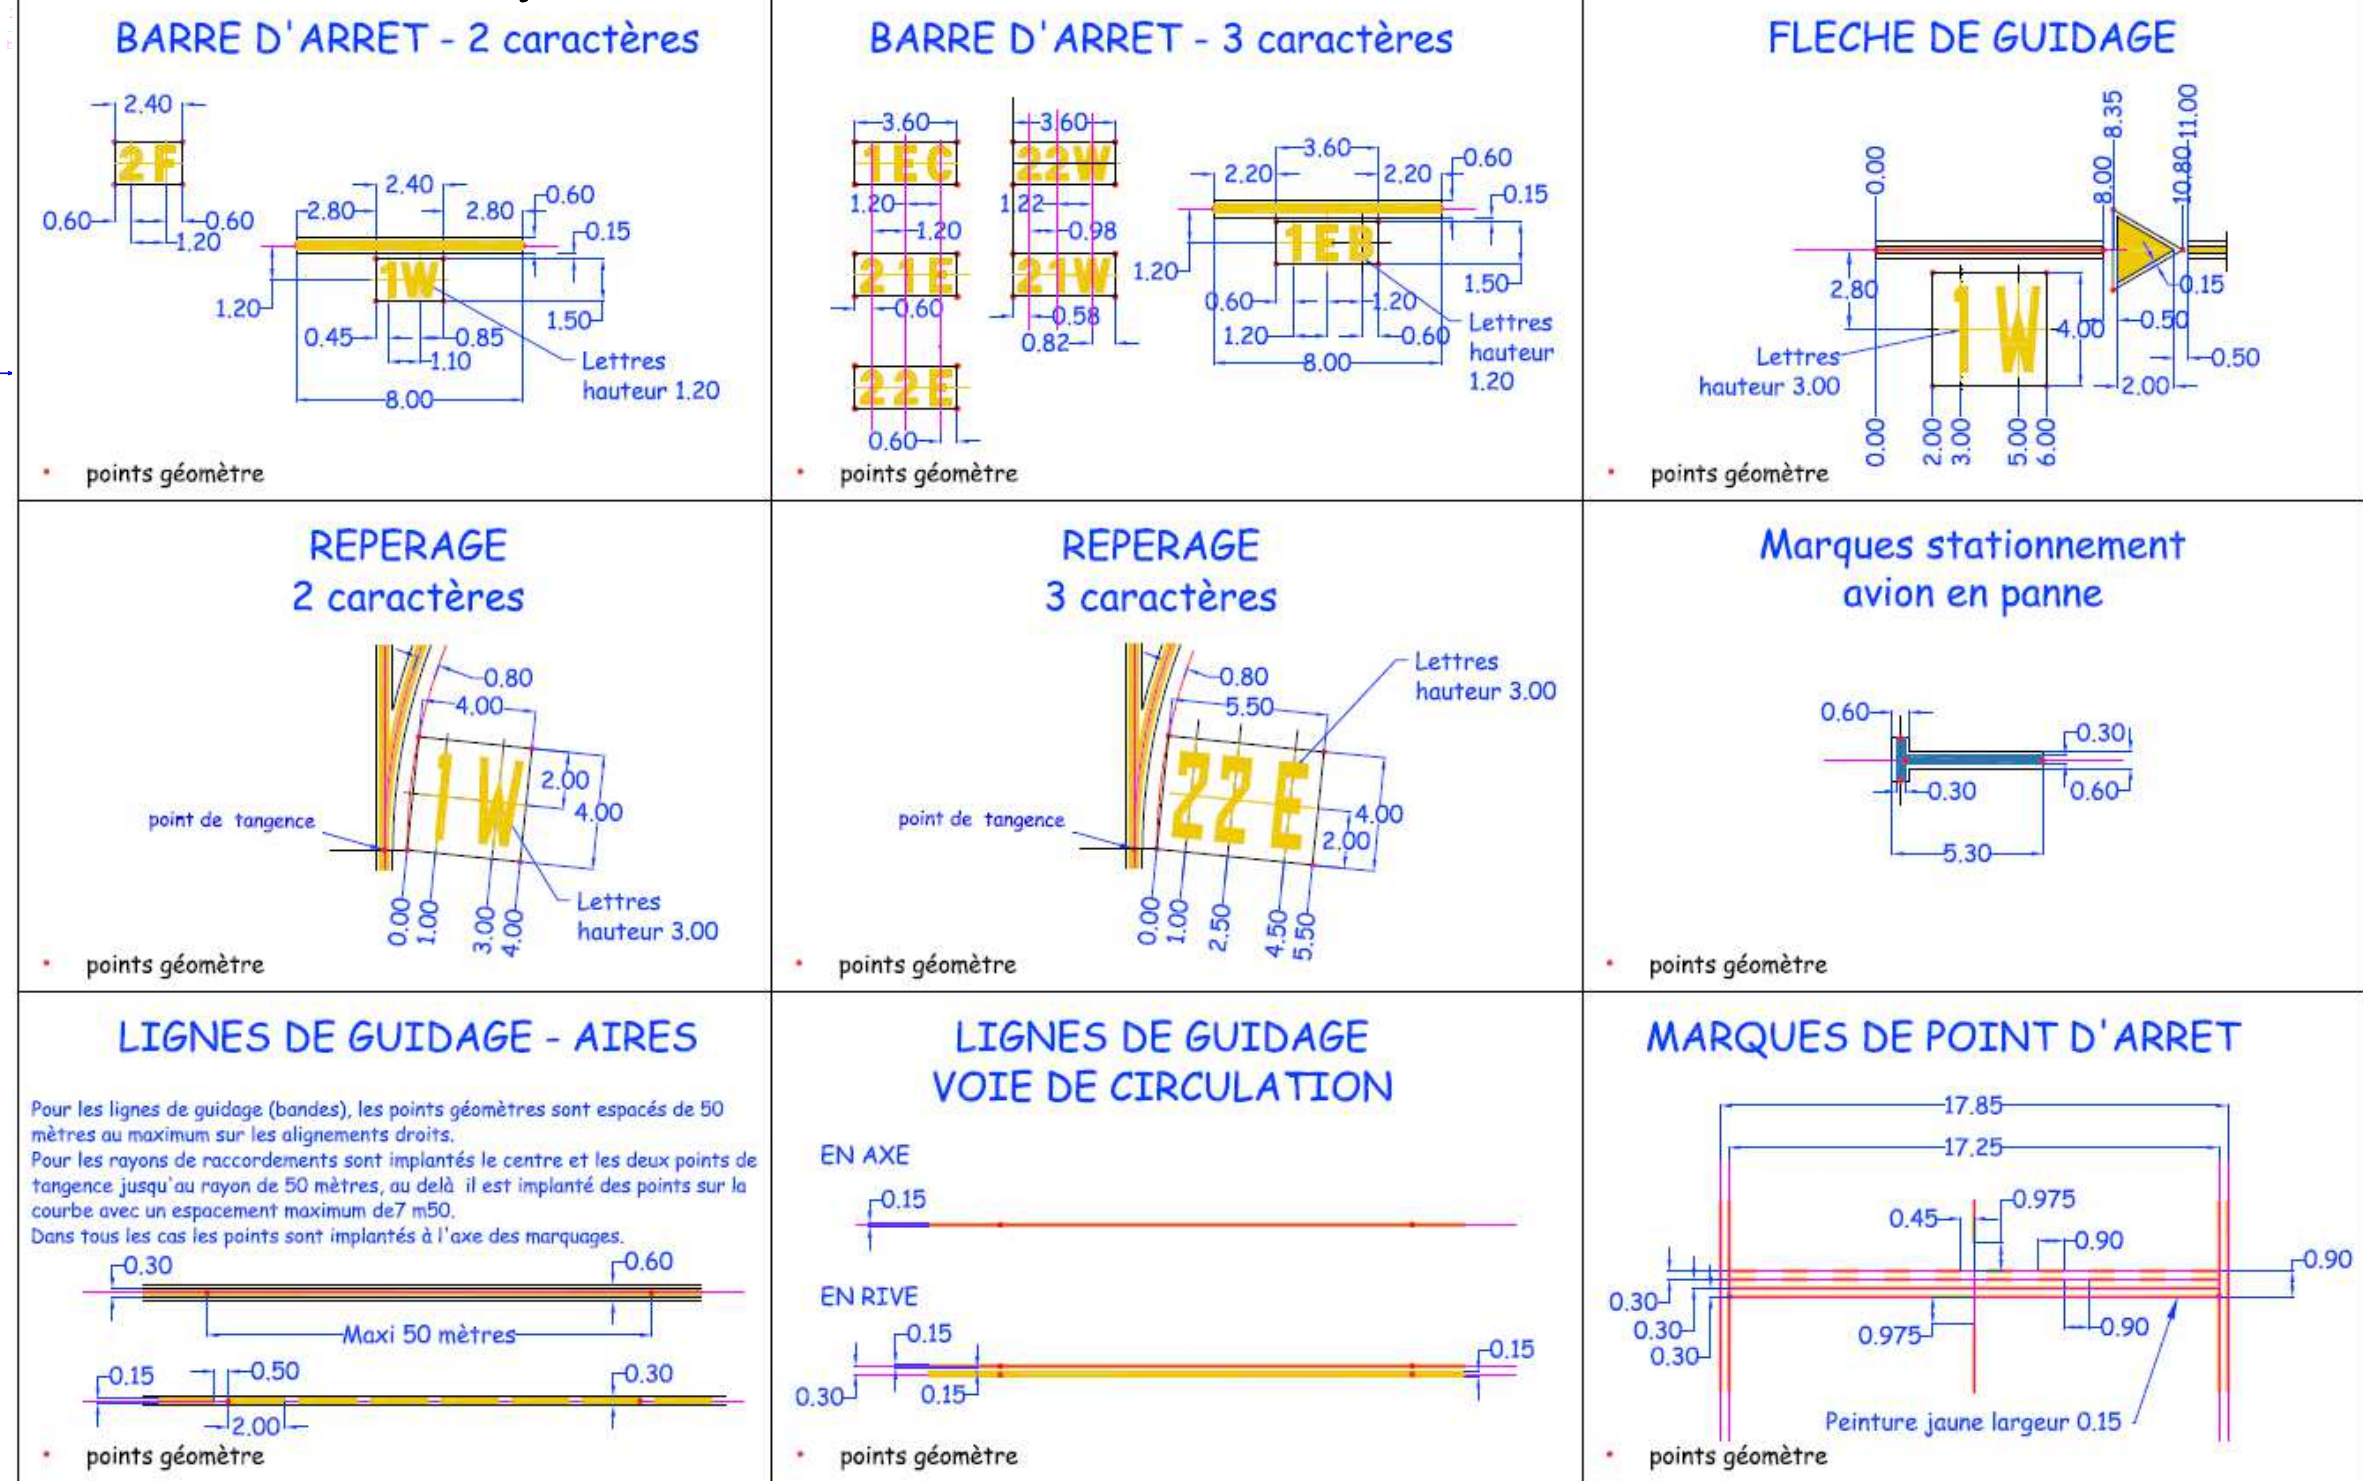 BARRE D'ARRET - 2 caractères
2.40
2F
0.60
0.60
1.20
2.40
2.80
2.80
0.60
0.15
1W
1.20
0.45
0.85
1.10
1.50
8.00
Lettres
hauteur 1.20
points géomètre
BARRE D'ARRET - 3 caractères
3.60
3.60
1EC
22W
1.20
1.20
1.22
0.98
21E
21W
0.60
0.58
0.82
22E
0.60
3.60
2.20
2.20
0.60
0.15
1EB
1.20
1.50
0.60
1.20
1.20
0.60
8.00
Lettres
hauteur
1.20
points géomètre
FLECHE DE GUIDAGE
0.00
8.00
8.35
10.80
11.00
2.80
0.15
1 W
4.00
0.50
0.50
2.00
Lettres
hauteur 3.00
0.00
2.00
3.00
5.00
6.00
points géomètre
REPERAGE
2 caractères
0.80
4.00
1 W
2.00
4.00
point de tangence
0.00
1.00
3.00
4.00
Lettres
hauteur 3.00
points géomètre
REPERAGE
3 caractères
Lettres
hauteur 3.00
0.80
5.50
22E
4.00
2.00
point de tangence
0.00
1.00
2.50
4.50
5.50
points géomètre
Marques stationnement
avion en panne
0.60
0.30
0.30
0.60
5.30
points géomètre
LIGNES DE GUIDAGE - AIRES
Pour les lignes de guidage (bandes), les points géomètres sont espacés de 50
mètres au maximum sur les alignements droits.
Pour les rayons de raccordements sont implantés le centre et les deux points de
tangence jusqu'au rayon de 50 mètres, au delà il est implanté des points sur la
courbe avec un espacement maximum de7 m50.
Dans tous les cas les points sont implantés à l'axe des marquages.
0.30
0.60
Maxi 50 mètres
0.15
0.50
0.30
2.00
points géomètre
LIGNES DE GUIDAGE
VOIE DE CIRCULATION
EN AXE
0.15
EN RIVE
0.15
0.15
0.30
0.15
points géomètre
MARQUES DE POINT D'ARRET
17.85
17.25
0.975
0.45
0.90
0.90
0.30
0.30
0.975
0.90
0.30
Peinture jaune largeur 0.15
points géomètre